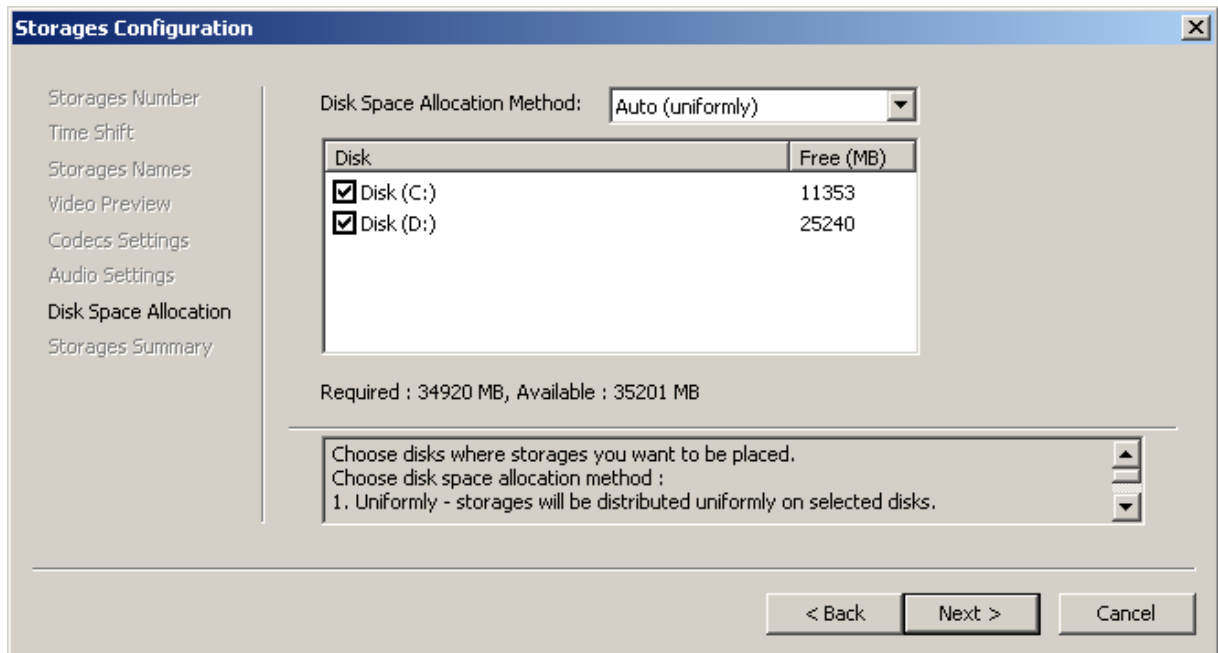 Storages Configuration
Storages Number
Time Shift
Storages Names
Video Preview
Codecs Settings
Audio Settings
Disk Space Allocation
Storages Summary
Disk Space Allocation Method: Auto (uniformly)
Disk Free (MB)
Disk (C:) 11353
Disk (D:) 25240
Required : 34920 MB, Available : 35201 MB
Choose disks where storages you want to be placed.
Choose disk space allocation method :
1. Uniformly - storages will be distributed uniformly on selected disks.
< Back Next > Cancel